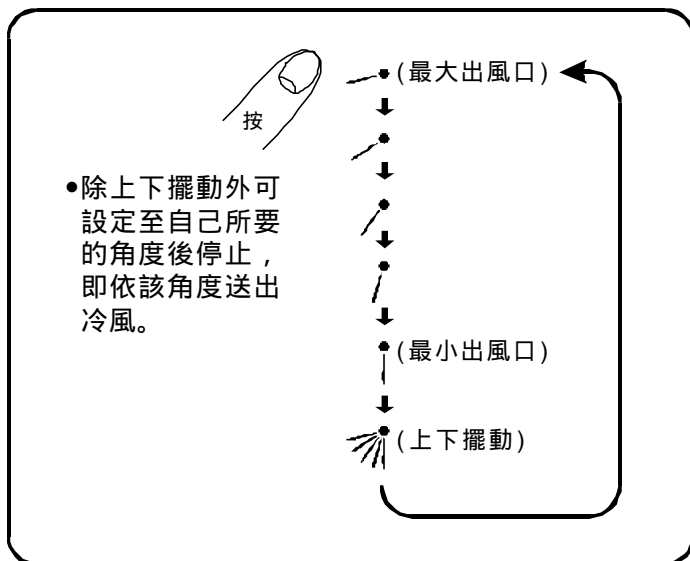 (最大出風口)
按
•除上下擺動外可
設定至自己所要
的角度後停止，
即依該角度送出
冷風。
(最小出風口)
(上下擺動)